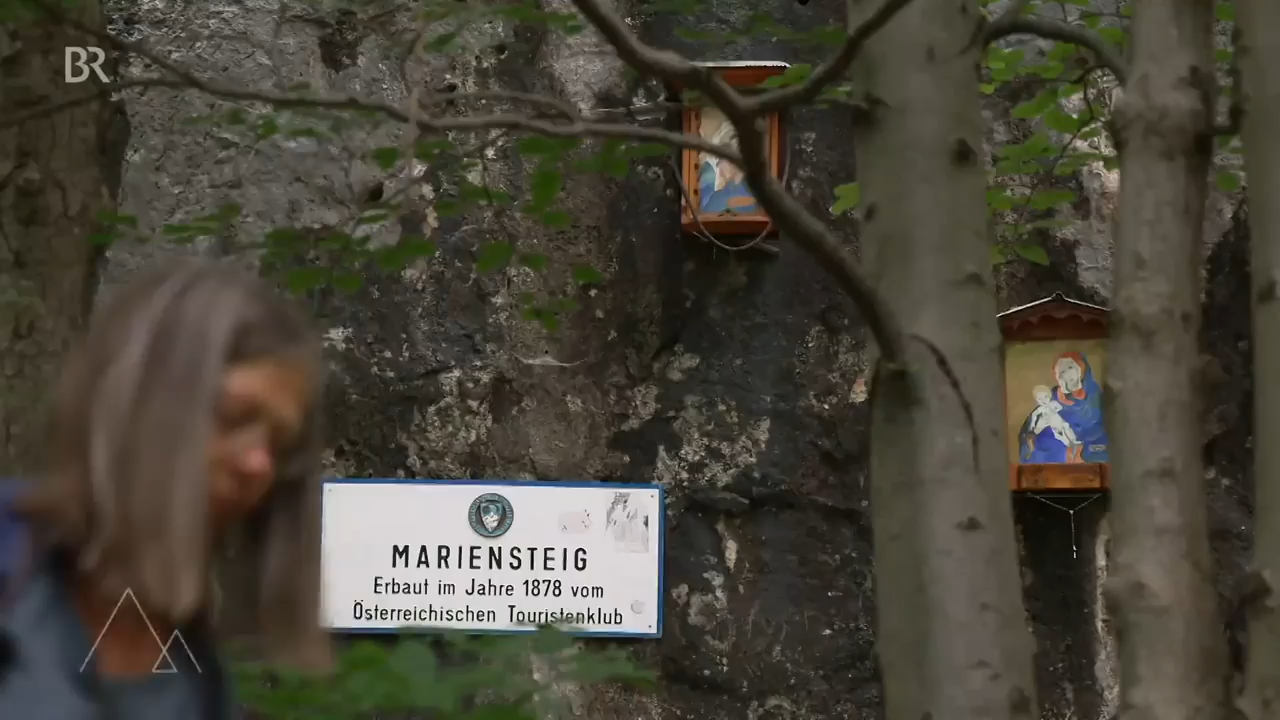 BR
MARIENSTEIG
Erbaut im Jahre 1878 vom
Österreichischen Touristenklub